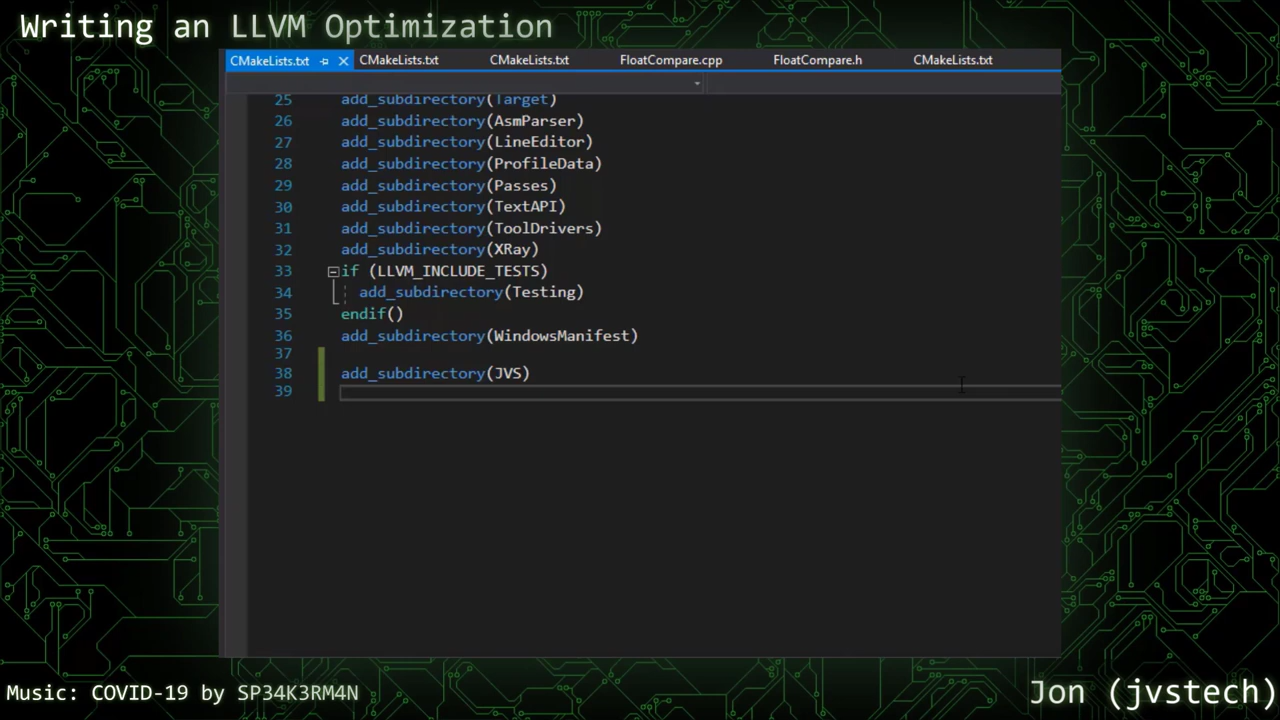 Writing an LLVM Optimization
CMakeLists.txt CMakeLists.txt CMakeLists.txt FloatCompare.cpp FloatCompare.h CMakeLists.txt
25 add_subdirectory(Target)
26 add_subdirectory(AsmParser)
27 add_subdirectory(LineEditor)
28 add_subdirectory(ProfileData)
29 add_subdirectory(Passes)
30 add_subdirectory(TextAPI)
31 add_subdirectory(ToolDrivers)
32 add_subdirectory(XRay)
33 if (LLVM_INCLUDE_TESTS)
34 add_subdirectory(Testing)
35 endif()
36 add_subdirectory(WindowsManifest)
37
38 add_subdirectory(JVS)
39
Music: COVID-19 by SP34K3RM4N
Jon (jvstech)